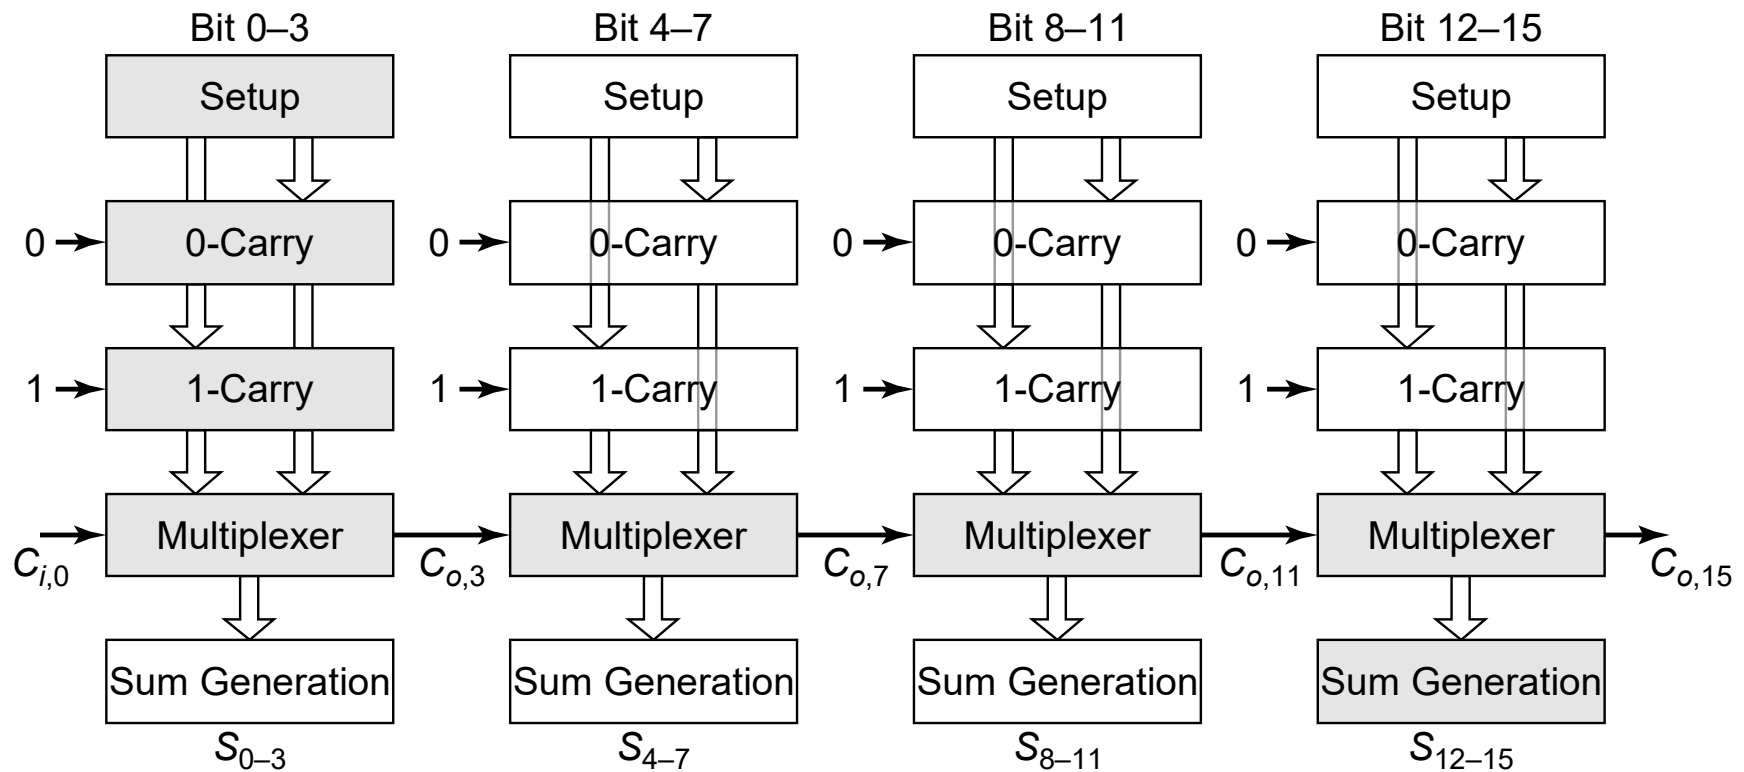 Bit 0–3 Bit 4–7 Bit 8–11 Bit 12–15
Setup Setup Setup Setup
0 0-Carry 0 0-Carry 0 0-Carry 0 0-Carry
1 1-Carry 1 1-Carry 1 1-Carry 1 1-Carry
Multiplexer Multiplexer Multiplexer Multiplexer
Ci,0 Co,3 Co,7 Co,11 Co,15
Sum Generation Sum Generation Sum Generation Sum Generation
S0–3 S4–7 S8–11 S12–15